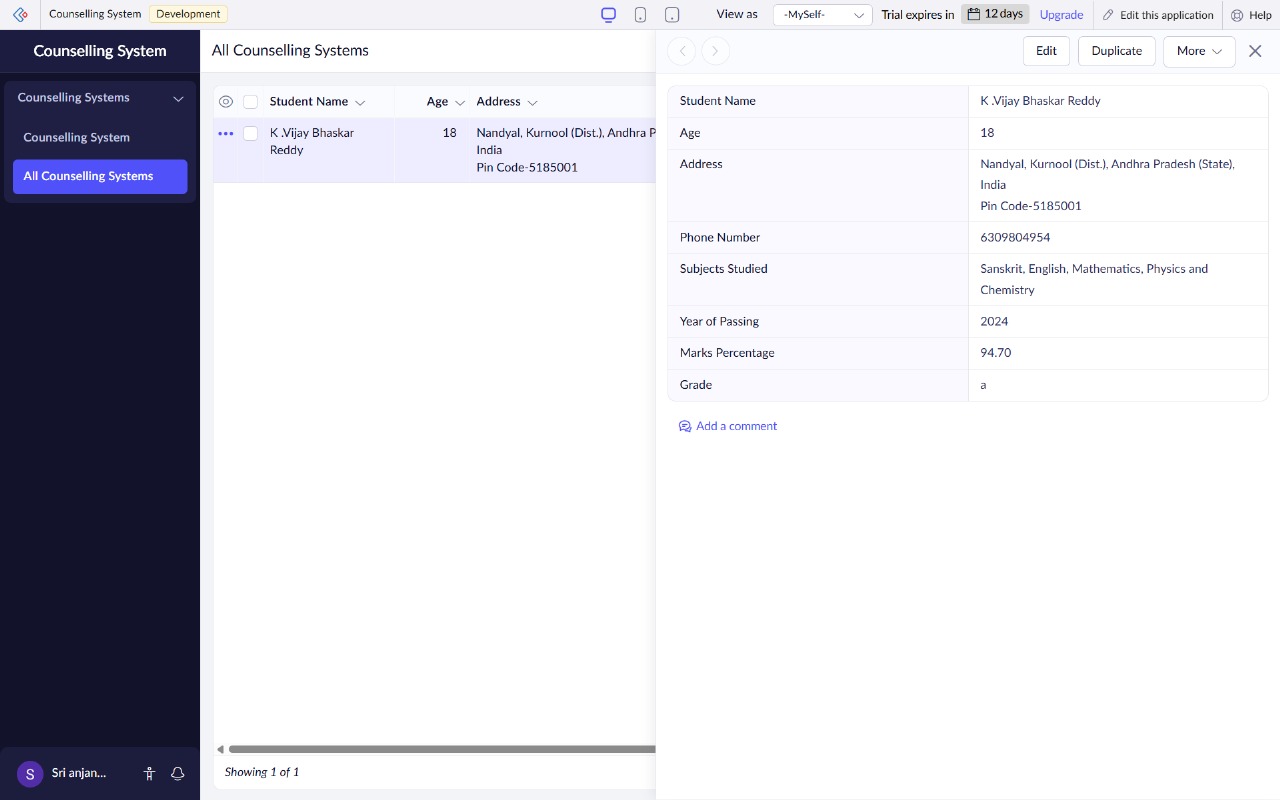 Counselling System
Development
View as
-MySelf-
Trial expires in
12 days
Upgrade
Edit this application
Help
Counselling System
Counselling Systems
Counselling System
All Counselling Systems
Sri anjan...
S
All Counselling Systems
Student Name
Age
Address
K .Vijay Bhaskar
Reddy
18
Nandyal, Kurnool (Dist.), Andhra P
India
Pin Code-5185001
Showing 1 of 1
Edit
Duplicate
More
Student Name
K .Vijay Bhaskar Reddy
Age
18
Address
Nandyal, Kurnool (Dist.), Andhra Pradesh (State),
India
Pin Code-5185001
Phone Number
6309804954
Subjects Studied
Sanskrit, English, Mathematics, Physics and
Chemistry
Year of Passing
2024
Marks Percentage
94.70
Grade
a
Add a comment